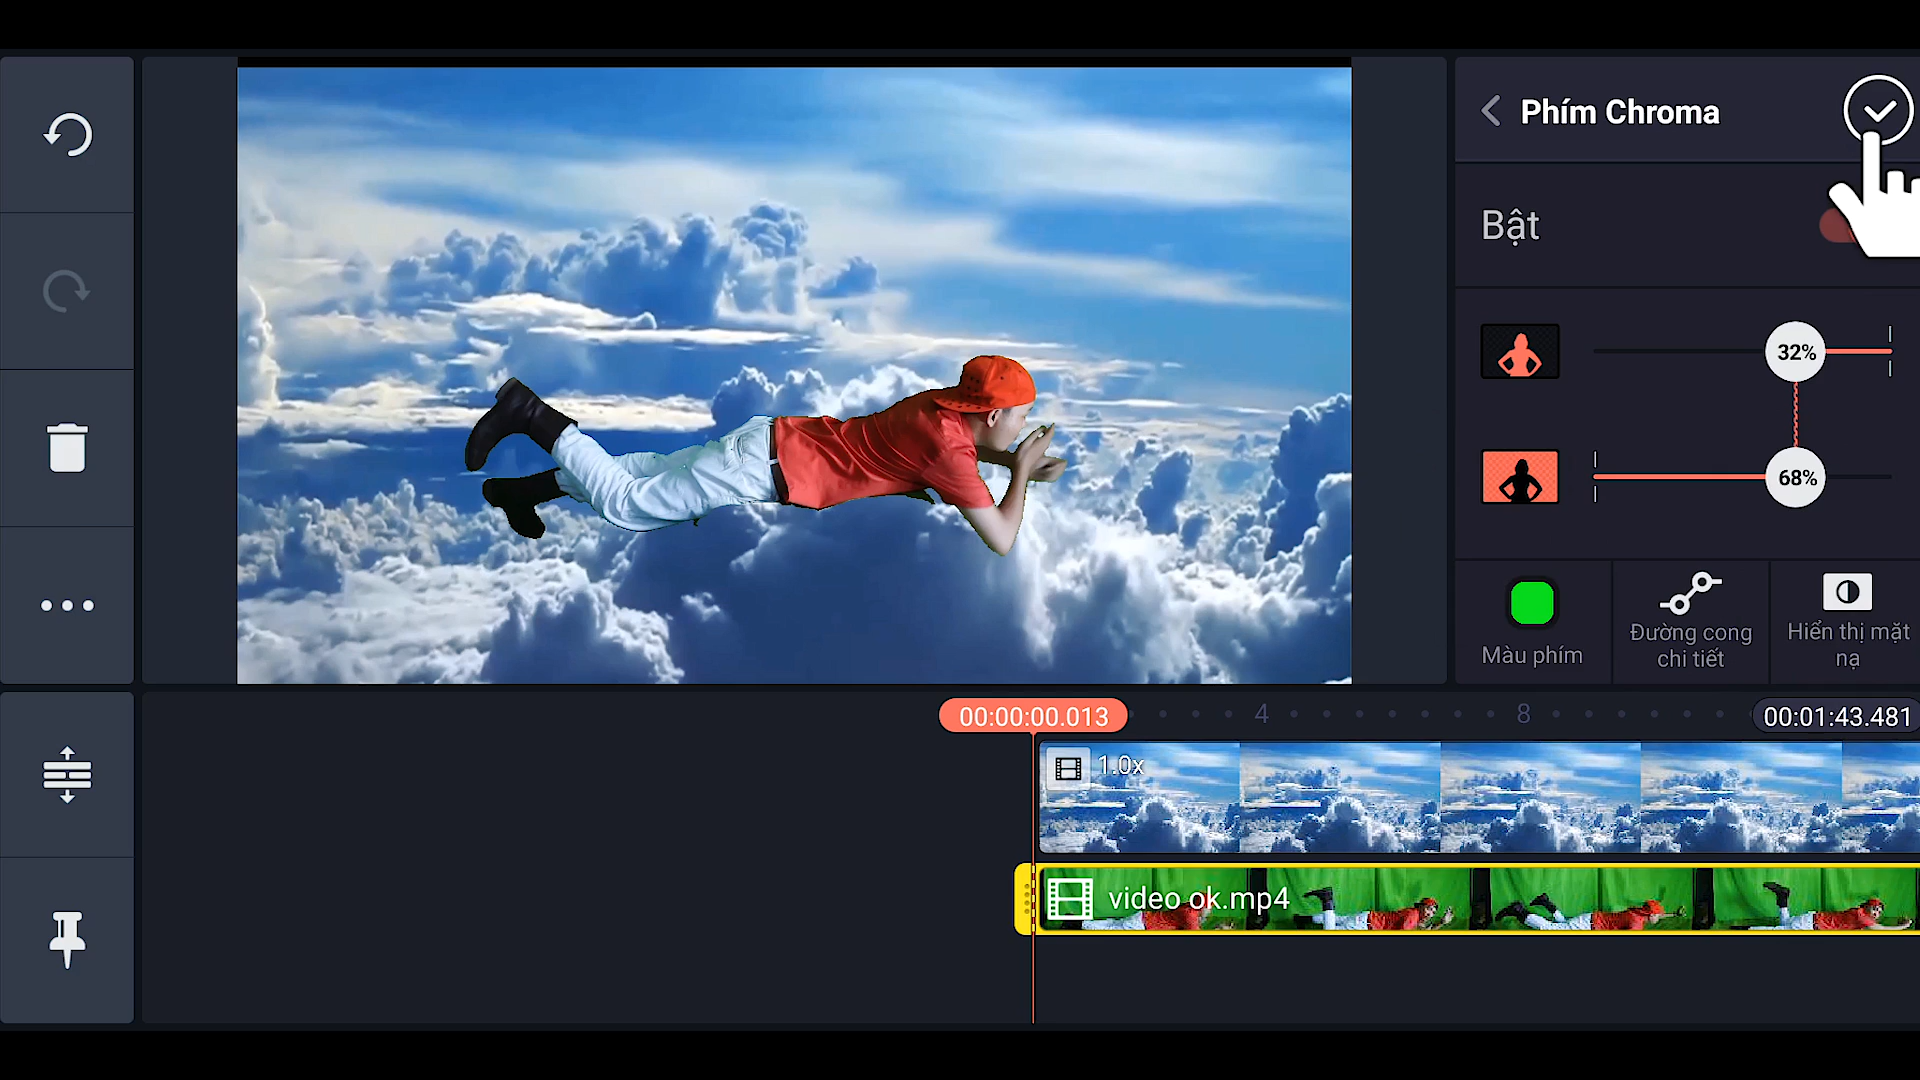 Phím Chroma
Bật
32%
68%
Màu phím
Đường cong
chi tiết
Hiển thị mặt
nạ
00:00:00.013
4
8
00:01:43.481
1.0x
video ok.mp4